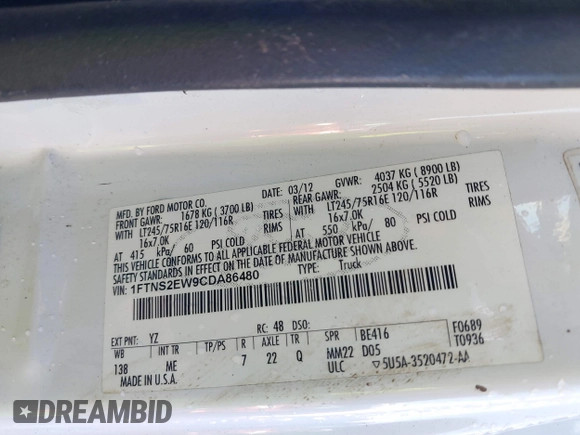 MFD. BY FORD MOTOR CO.
DATE: 03/12
GVWR: 4037 KG ( 8900 LB)
FRONT GAWR: 1678 KG ( 3700 LB)
REAR GAWR: 2504 KG ( 5520 LB)
WITH LT245/75R16E 120/116R TIRES
WITH LT245/75R16E 120/116R TIRES
16x7.0K RIMS
16x7.0K RIMS
AT 415 kPa/ 60 PSI COLD
AT 550 kPa/ 80 PSI COLD
THIS VEHICLE CONFORMS TO ALL APPLICABLE FEDERAL MOTOR VEHICLE
SAFETY STANDARDS IN EFFECT ON THE DATE OF MANUFACTURE SHOWN ABOVE.
VIN: 1FTNS2EW9CDA86480
TYPE: Truck
EXT PNT: YZ RC: 48 DSO: F0689
WB INT TR TP/PS R AXLE TR SPR BE416 T0936
138 ME 7 22 Q MM22 D05
MADE IN U.S.A. ULC ▽5U5A-3520472-AA
DREAMBID